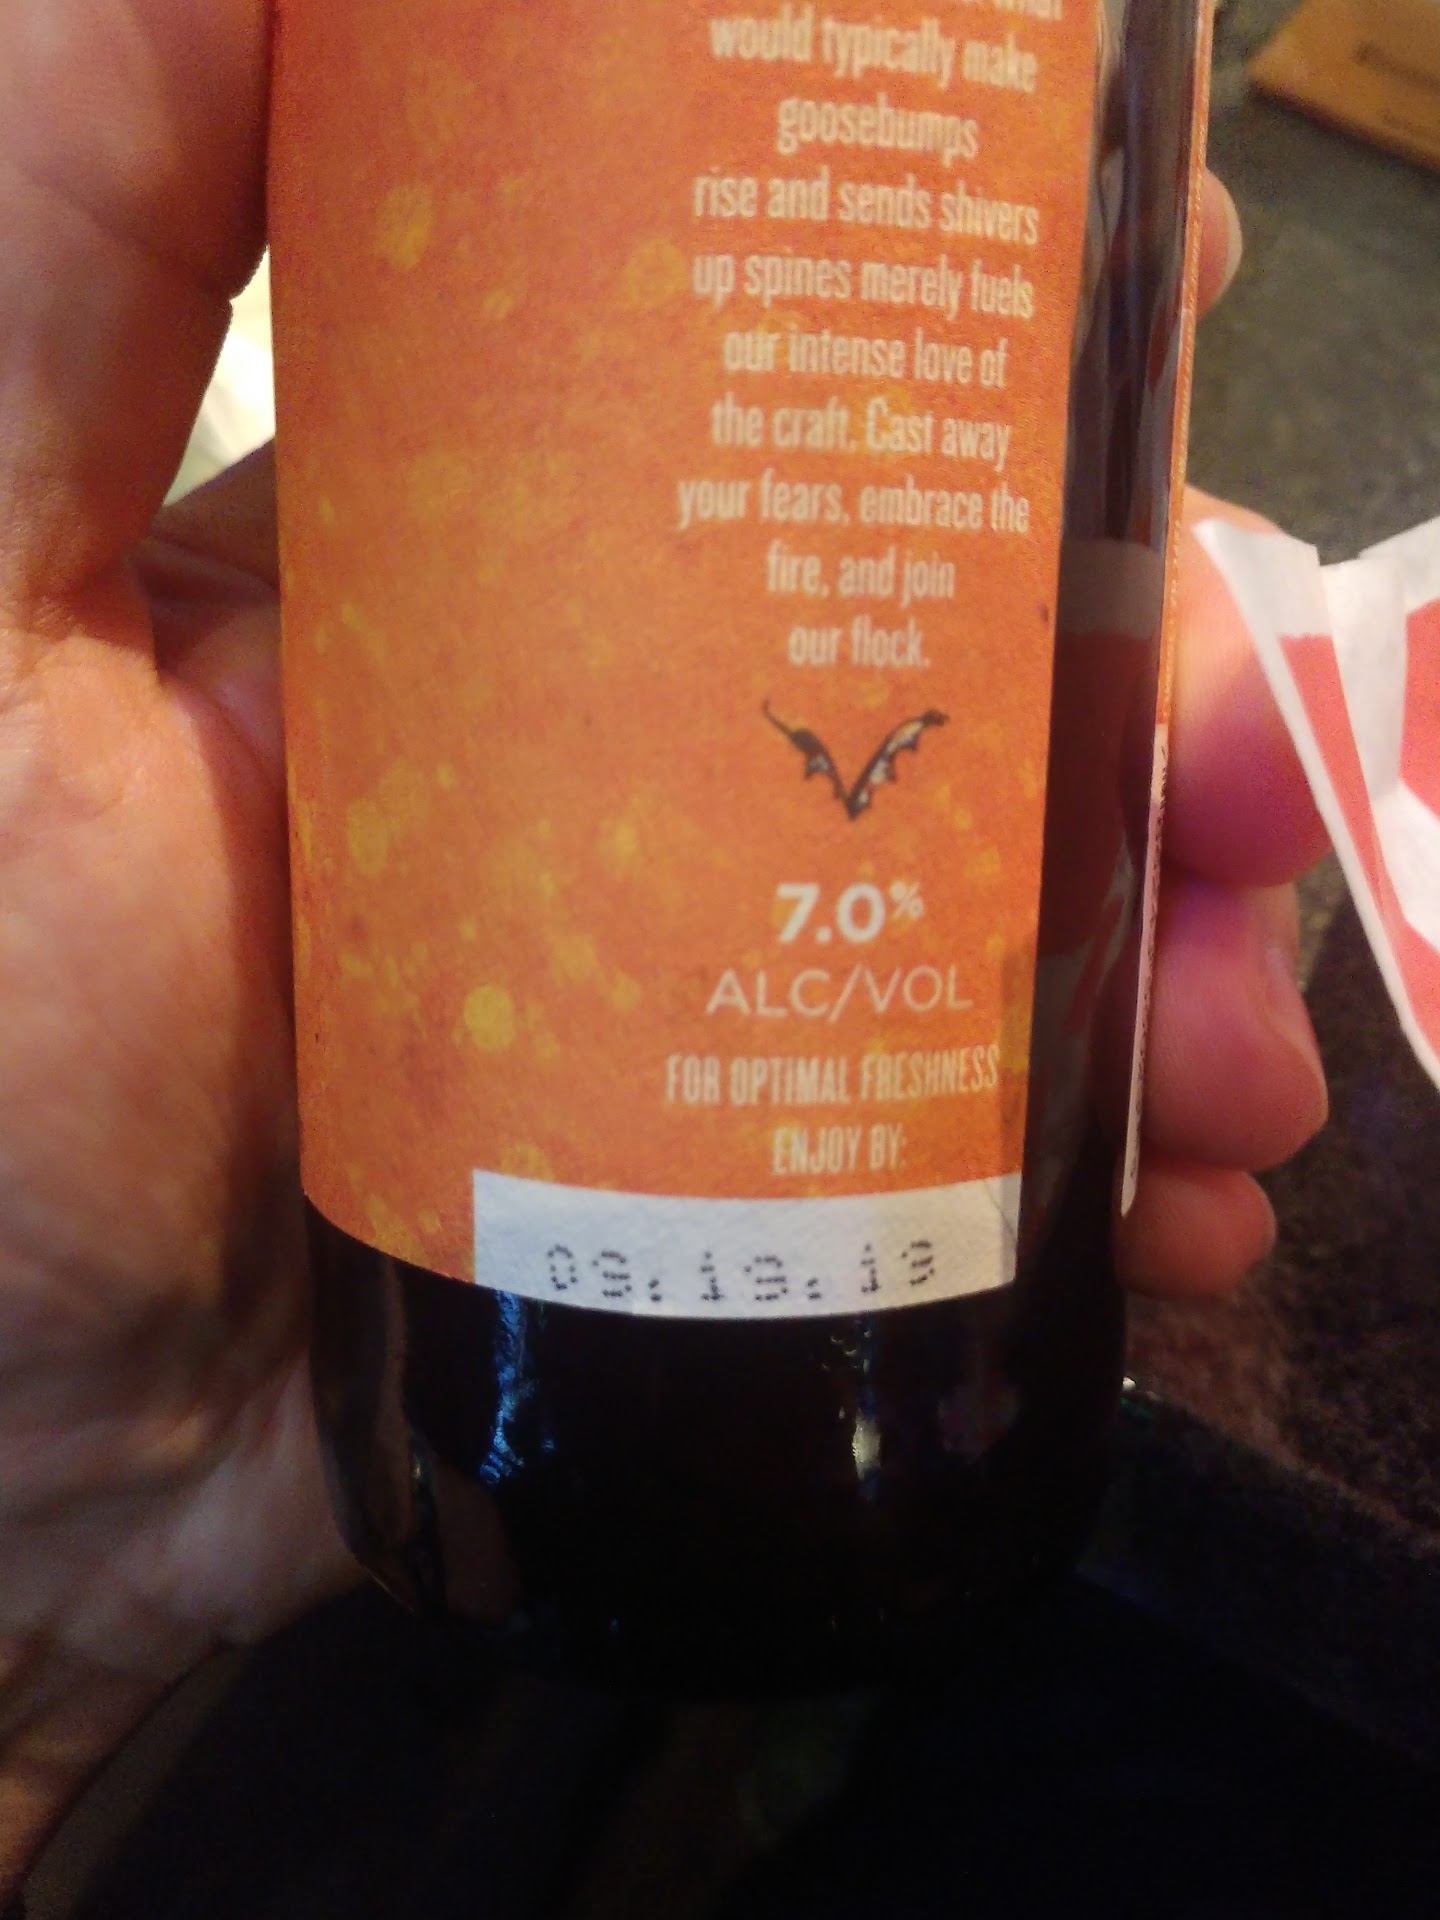 would typically make
goosebumps
rise and sends shivers
up spines merely fuels
our intense love of
the craft. Cast away
your fears, embrace the
fire, and join
our flock.
7.0%
ALC/VOL
FOR OPTIMAL FRESHNESS
ENJOY BY: